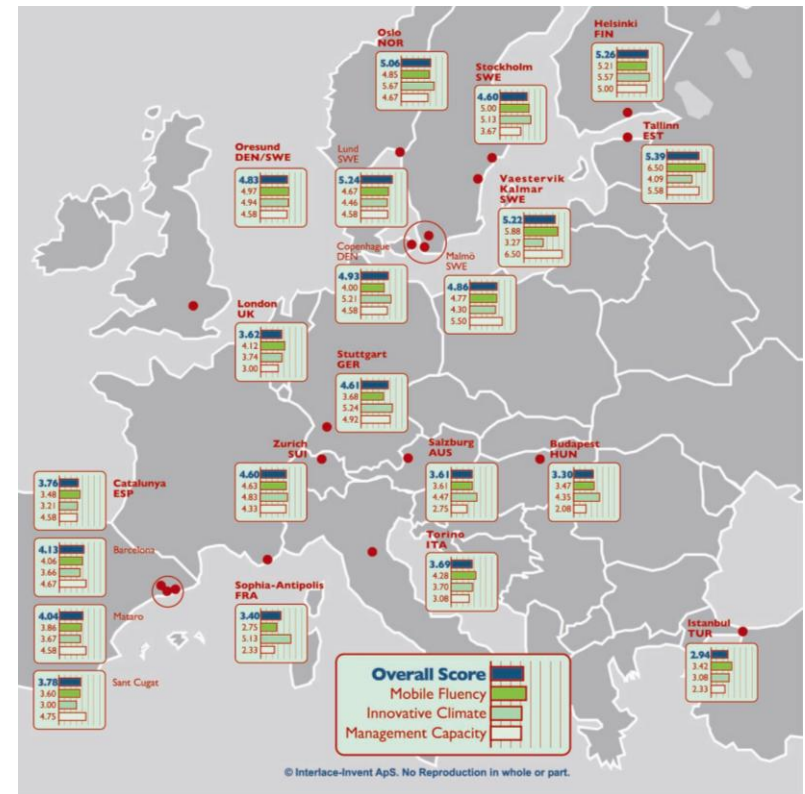 Oslo
NOR
5.06
4.85
5.67
4.67
Helsinki
FIN
5.26
5.21
5.57
5.00
Stockholm
SWE
4.60
5.00
5.13
3.67
Tallinn
EST
5.39
6.50
4.09
5.58
Oresund
DEN/SWE
4.83
4.97
4.94
4.58
Lund
SWE
5.24
4.67
4.46
4.58
Vaestervik
Kalmar
SWE
5.22
5.88
3.27
6.50
Copenhague
DEN
4.93
4.00
5.21
4.58
Malmö
SWE
4.86
4.77
4.30
5.50
London
UK
3.62
4.12
3.74
3.00
Stuttgart
GER
4.61
3.68
5.24
4.92
Zurich
SUI
4.60
4.63
4.83
4.33
Salzburg
AUS
3.61
3.61
4.47
2.75
Budapest
HUN
3.30
3.47
4.35
2.08
Catalunya
ESP
3.76
3.48
3.21
4.58
Barcelona
4.13
4.06
3.66
4.67
Mataro
4.04
3.86
3.67
4.58
Sant Cugat
3.78
3.60
3.00
4.75
Sophia-Antipolis
FRA
3.40
2.75
5.13
2.33
Torino
ITA
3.69
4.28
3.70
3.08
Istanbul
TUR
2.94
3.42
3.08
2.33
Overall Score
Mobile Fluency
Innovative Climate
Management Capacity
© Interlace-Invent ApS. No Reproduction in whole or part.